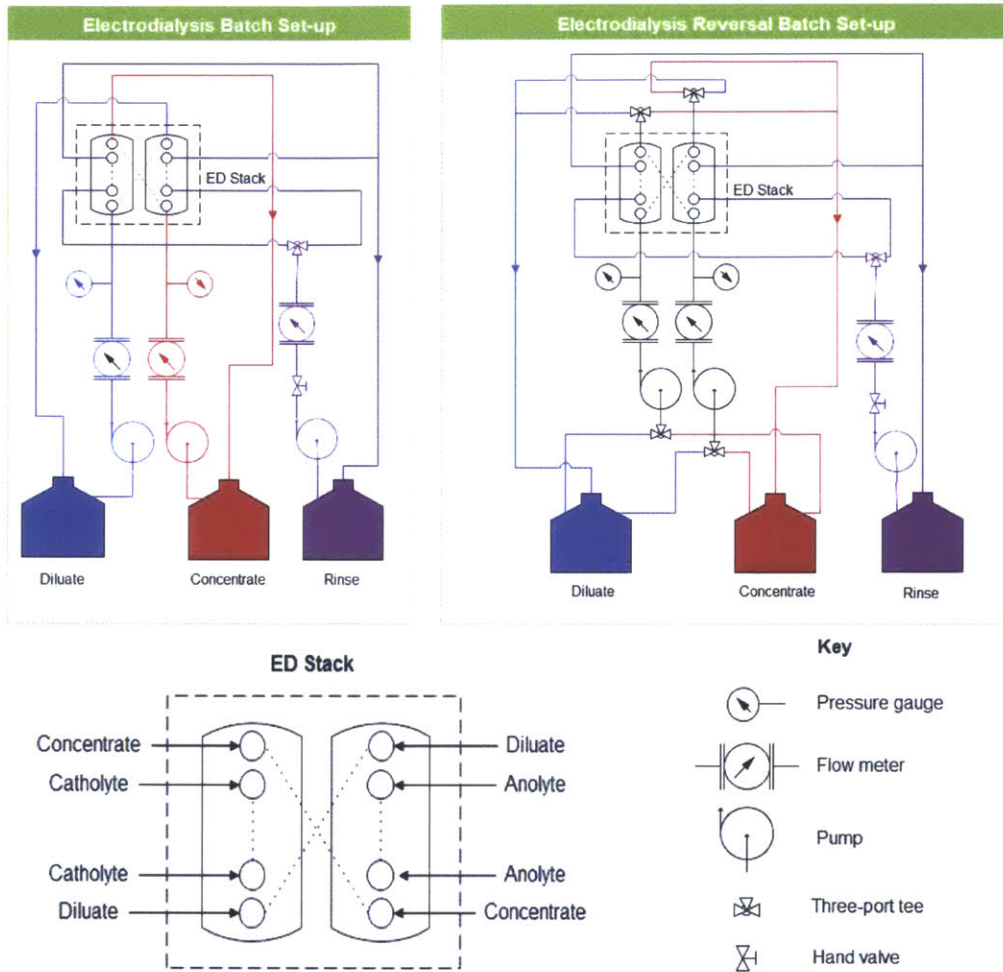 Electrodialysis Batch Set-up
ED Stack
Diluate
Concentrate
Rinse
Electrodialysis Reversal Batch Set-up
ED Stack
Diluate
Concentrate
Rinse
ED Stack
Concentrate
Catholyte
Catholyte
Diluate
Diluate
Anolyte
Anolyte
Concentrate
Key
Pressure gauge
Flow meter
Pump
Three-port tee
Hand valve